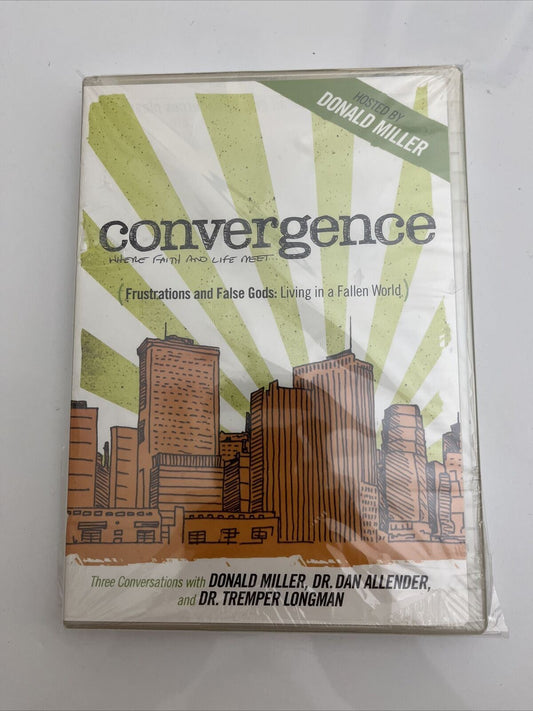 HOSTED BY
DONALD MILLER
convergence
WHERE FAITH AND LIFE MEET
(Frustrations and False Gods: Living in a Fallen World)
Three Conversations with DONALD MILLER, DR. DAN ALLENDER,
and DR. TREMPER LONGMAN